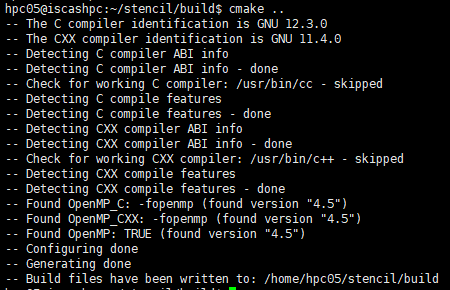 hpc05@iscashpc:~/stencil/build$ cmake ..
-- The C compiler identification is GNU 12.3.0
-- The CXX compiler identification is GNU 11.4.0
-- Detecting C compiler ABI info
-- Detecting C compiler ABI info - done
-- Check for working C compiler: /usr/bin/cc - skipped
-- Detecting C compile features
-- Detecting C compile features - done
-- Detecting CXX compiler ABI info
-- Detecting CXX compiler ABI info - done
-- Check for working CXX compiler: /usr/bin/c++ - skipped
-- Detecting CXX compile features
-- Detecting CXX compile features - done
-- Found OpenMP_C: -fopenmp (found version "4.5")
-- Found OpenMP_CXX: -fopenmp (found version "4.5")
-- Found OpenMP: TRUE (found version "4.5")
-- Configuring done
-- Generating done
-- Build files have been written to: /home/hpc05/stencil/build